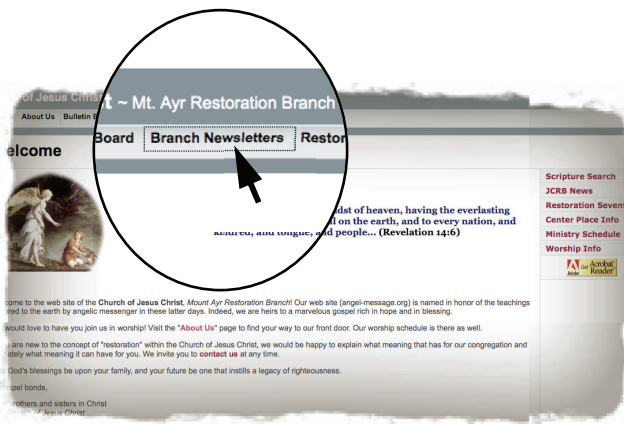 of Jesus Christ
t ~ Mt. Ayr Restoration Branch
About Us Bulletin B
Board Branch Newsletters Restor
elcome
dst of heaven, having the everlasting
l on the earth, and to every nation, and
kindred, and tongue, and people... (Revelation 14:6)
Scripture Search
JCRB News
Restoration Sevent
Center Place Info
Ministry Schedule
Worship Info
Adobe Get Acrobat Reader
come to the web site of the Church of Jesus Christ, Mount Ayr Restoration Branch! Our web site (angel-message.org) is named in honor of the teachings
red to the earth by angelic messenger in these latter days. Indeed, we are heirs to a marvelous gospel rich in hope and in blessing.
would love to have you join us in worship! Visit the "About Us" page to find your way to our front door. Our worship schedule is there as well.
are new to the concept of "restoration" within the Church of Jesus Christ, we would be happy to explain what meaning that has for our congregation and
ately what meaning it can have for you. We invite you to contact us at any time.
God's blessings be upon your family, and your future be one that instills a legacy of righteousness.
ospel bonds,
rothers and sisters in Christ
of Jesus Christ